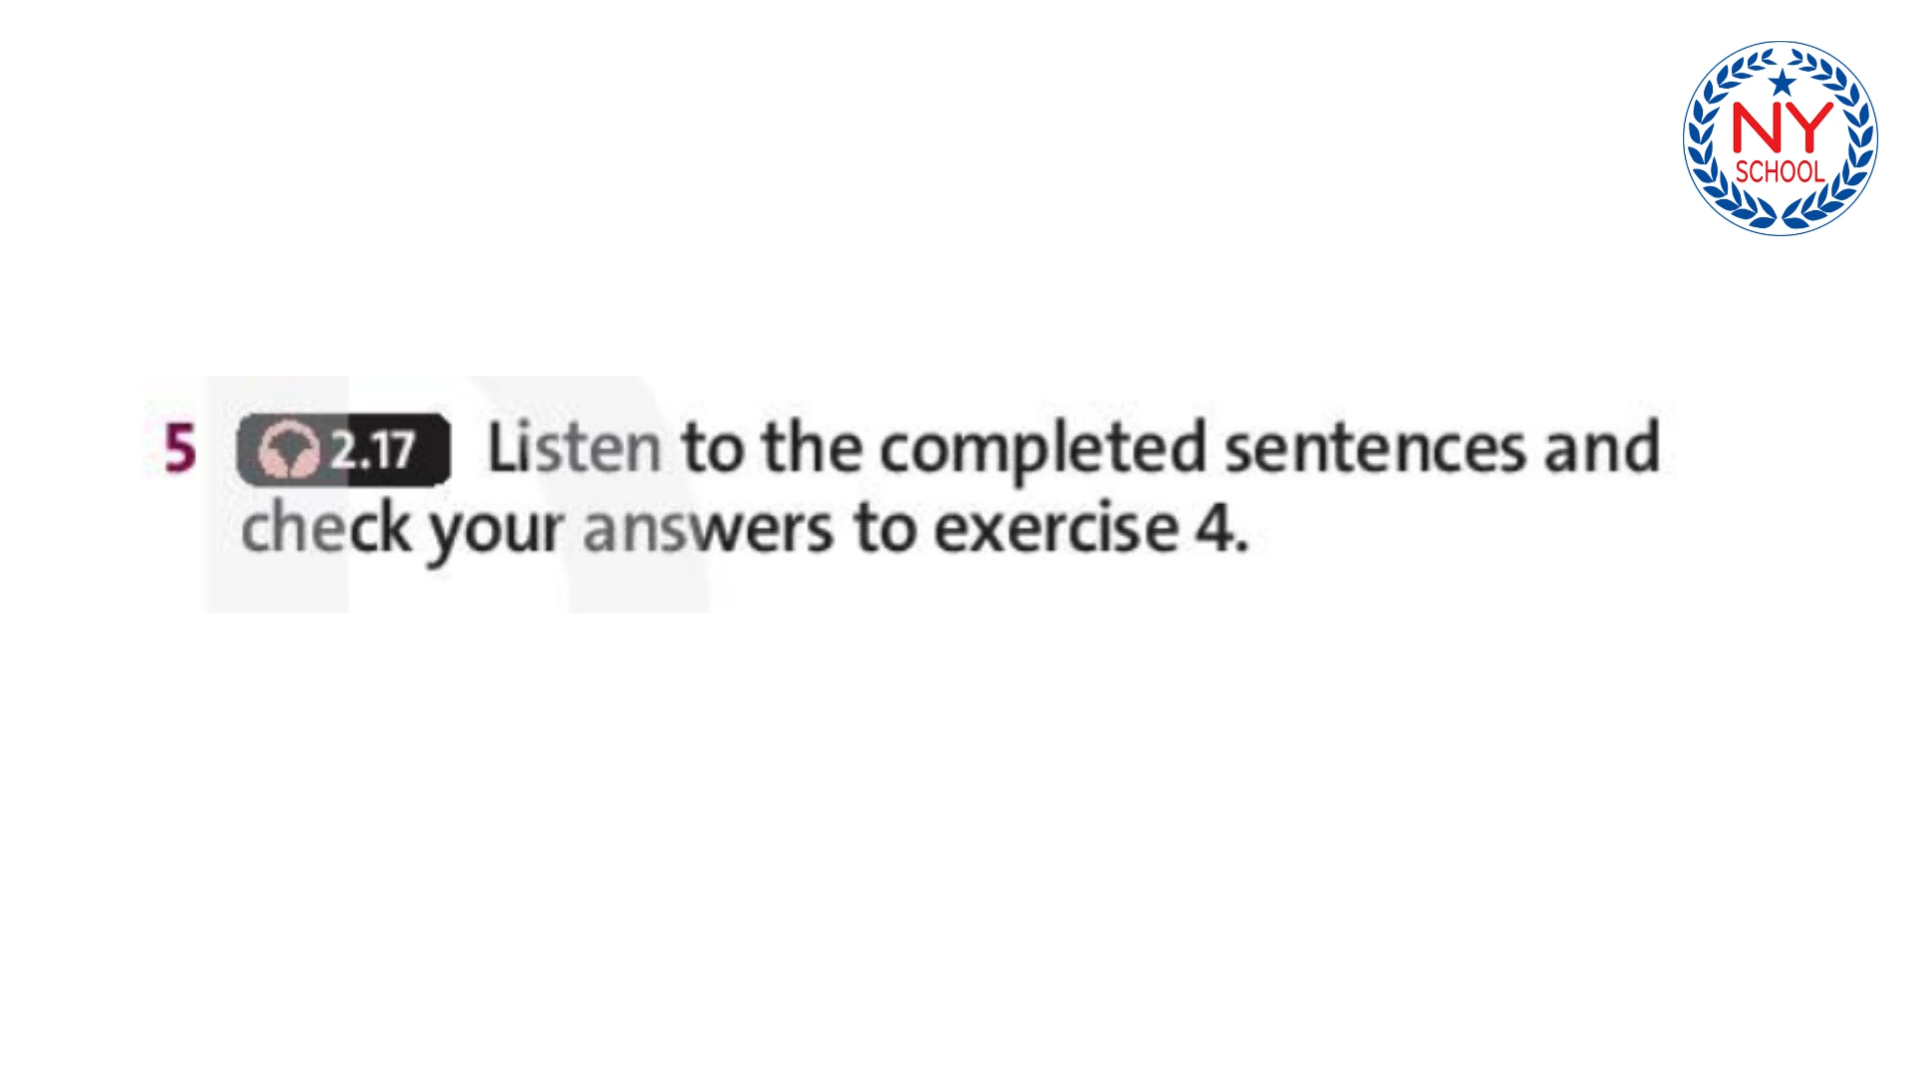 NY
SCHOOL
5 2.17 Listen to the completed sentences and
check your answers to exercise 4.